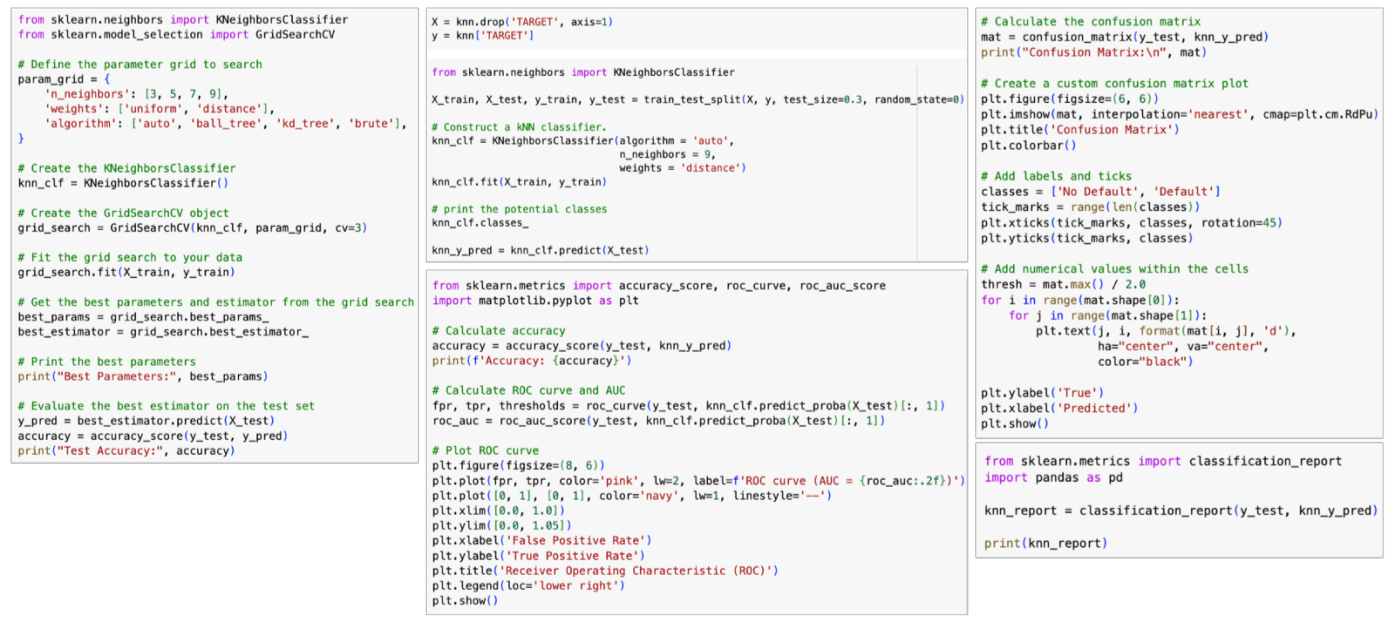 from sklearn.neighbors import KNeighborsClassifier
from sklearn.model_selection import GridSearchCV

# Define the parameter grid to search
param_grid = {
    'n_neighbors': [3, 5, 7, 9],
    'weights': ['uniform', 'distance'],
    'algorithm': ['auto', 'ball_tree', 'kd_tree', 'brute'],
}

# Create the KNeighborsClassifier
knn_clf = KNeighborsClassifier()

# Create the GridSearchCV object
grid_search = GridSearchCV(knn_clf, param_grid, cv=3)

# Fit the grid search to your data
grid_search.fit(X_train, y_train)

# Get the best parameters and estimator from the grid search
best_params = grid_search.best_params_
best_estimator = grid_search.best_estimator_

# Print the best parameters
print("Best Parameters:", best_params)

# Evaluate the best estimator on the test set
y_pred = best_estimator.predict(X_test)
accuracy = accuracy_score(y_test, y_pred)
print("Test Accuracy:", accuracy)

X = knn.drop('TARGET', axis=1)
y = knn['TARGET']

from sklearn.neighbors import KNeighborsClassifier

X_train, X_test, y_train, y_test = train_test_split(X, y, test_size=0.3, random_state=0)

# Construct a kNN classifier.
knn_clf = KNeighborsClassifier(algorithm = 'auto',
                               n_neighbors = 9,
                               weights = 'distance')
knn_clf.fit(X_train, y_train)

# print the potential classes
knn_clf.classes_

knn_y_pred = knn_clf.predict(X_test)

from sklearn.metrics import accuracy_score, roc_curve, roc_auc_score
import matplotlib.pyplot as plt

# Calculate accuracy
accuracy = accuracy_score(y_test, knn_y_pred)
print(f'Accuracy: {accuracy}')

# Calculate ROC curve and AUC
fpr, tpr, thresholds = roc_curve(y_test, knn_clf.predict_proba(X_test)[:, 1])
roc_auc = roc_auc_score(y_test, knn_clf.predict_proba(X_test)[:, 1])

# Plot ROC curve
plt.figure(figsize=(8, 6))
plt.plot(fpr, tpr, color='pink', lw=2, label=f'ROC curve (AUC = {roc_auc:.2f})')
plt.plot([0, 1], [0, 1], color='navy', lw=1, linestyle='--')
plt.xlim([0.0, 1.0])
plt.ylim([0.0, 1.05])
plt.xlabel('False Positive Rate')
plt.ylabel('True Positive Rate')
plt.title('Receiver Operating Characteristic (ROC)')
plt.legend(loc='lower right')
plt.show()

# Calculate the confusion matrix
mat = confusion_matrix(y_test, knn_y_pred)
print("Confusion Matrix:\n", mat)

# Create a custom confusion matrix plot
plt.figure(figsize=(6, 6))
plt.imshow(mat, interpolation='nearest', cmap=plt.cm.RdPu)
plt.title('Confusion Matrix')
plt.colorbar()

# Add labels and ticks
classes = ['No Default', 'Default']
tick_marks = range(len(classes))
plt.xticks(tick_marks, classes, rotation=45)
plt.yticks(tick_marks, classes)

# Add numerical values within the cells
thresh = mat.max() / 2.0
for i in range(mat.shape[0]):
    for j in range(mat.shape[1]):
        plt.text(j, i, format(mat[i, j], 'd'),
                 ha="center", va="center",
                 color="black")

plt.ylabel('True')
plt.xlabel('Predicted')
plt.show()

from sklearn.metrics import classification_report
import pandas as pd

knn_report = classification_report(y_test, knn_y_pred)

print(knn_report)